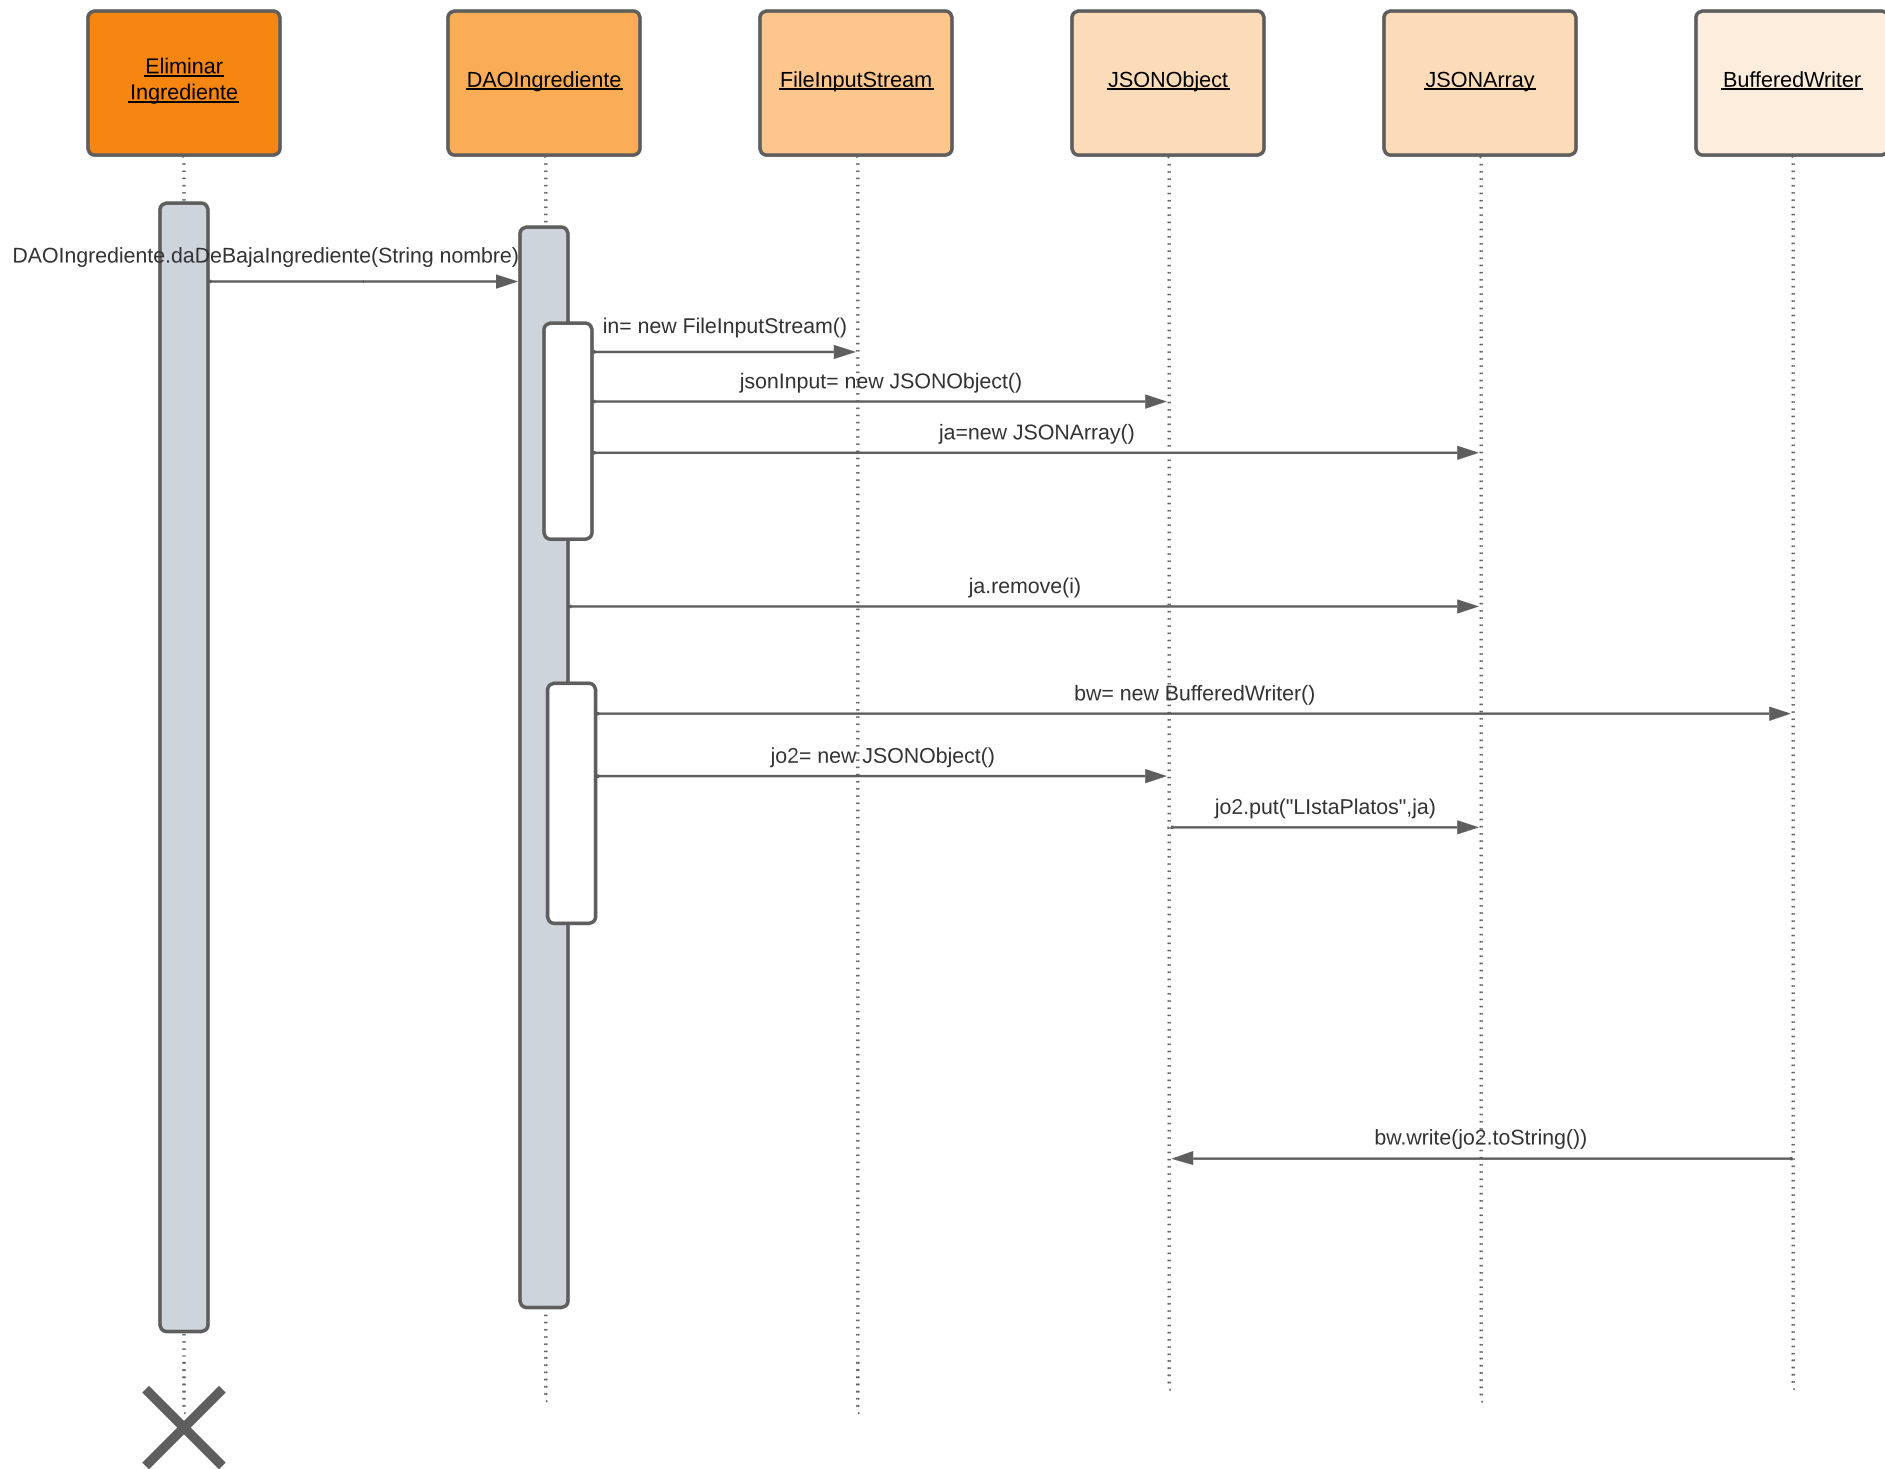 Eliminar
Ingrediente
DAOIngrediente
FileInputStream
JSONObject
JSONArray
BufferedWriter
DAOIngrediente.daDeBajaIngrediente(String nombre)
in= new FileInputStream()
jsonInput= new JSONObject()
ja=new JSONArray()
ja.remove(i)
bw= new BufferedWriter()
jo2= new JSONObject()
jo2.put("LIstaPlatos",ja)
bw.write(jo2.toString())